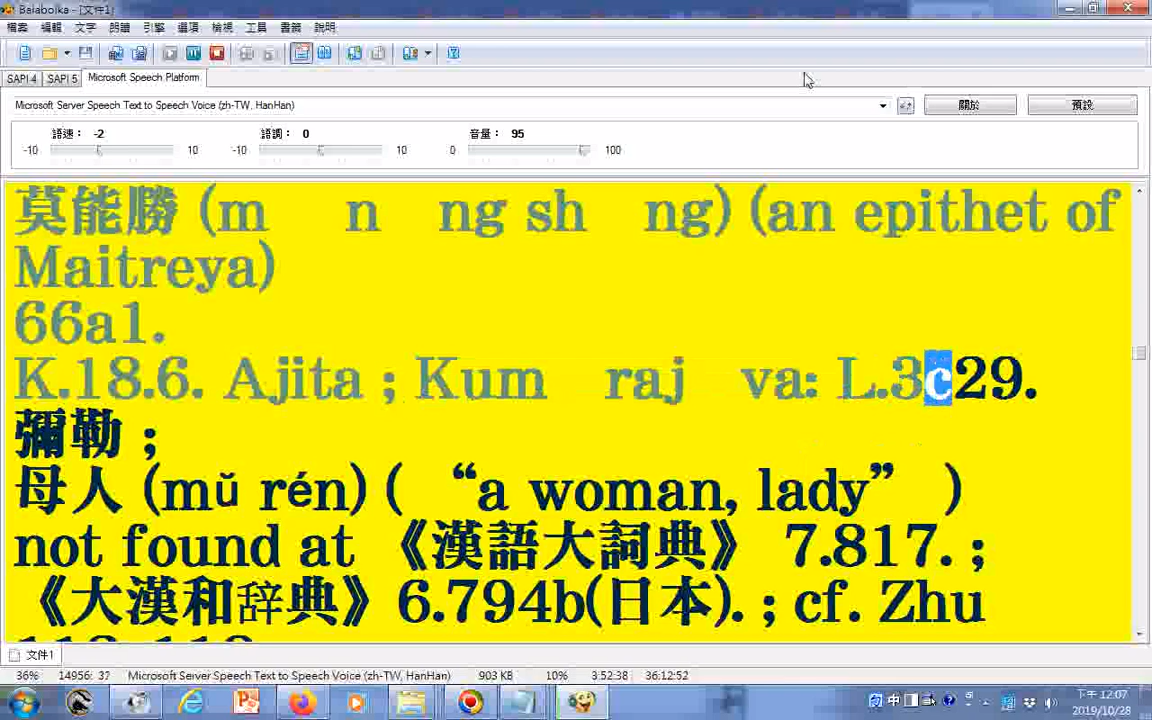 Balabolka - [文件1]
檔案 編輯 文字 朗讀 引擎 選項 檢視 工具 書籤 說明
SAPI 4 SAPI 5 Microsoft Speech Platform
Microsoft Server Speech Text to Speech Voice (zh-TW, HanHan) 關於 預設
語速： -2 語調： 0 音量： 95
-10 10 -10 10 0 100
莫能勝 (m n ng sh ng) (an epithet of
Maitreya)
66a1.
K.18.6. Ajita ; Kum raj va: L.3c29.
彌勒 ;
母人 (mŭ rén) ( “a woman, lady” )
not found at 《漢語大詞典》 7.817. ;
《大漢和辞典》 6.794b(日本). ; cf. Zhu
文件1
36% Microsoft Server Speech Text to Speech Voice (zh-TW, HanHan) 903 KB 10% 3:52:38 36:12:52
中 下午 12:07
2019/10/28